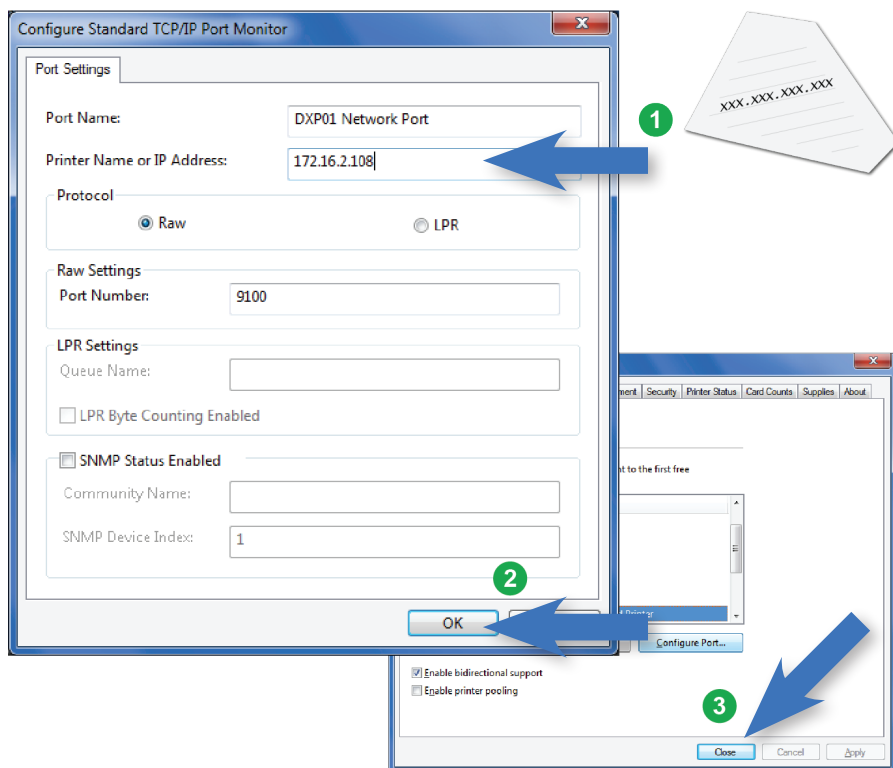 Configure Standard TCP/IP Port Monitor
Port Settings
Port Name:
DXP01 Network Port
Printer Name or IP Address:
172.16.2.108
Protocol
Raw
LPR
Raw Settings
Port Number:
9100
LPR Settings
Queue Name:
LPR Byte Counting Enabled
SNMP Status Enabled
Community Name:
SNMP Device Index:
1
OK
1
xxx.xxx.xxx.xxx
2
Security Printer Status Card Counts Supplies About
to the first free
Printer
Configure Port...
Enable bidirectional support
Enable printer pooling
3
Close Cancel Apply